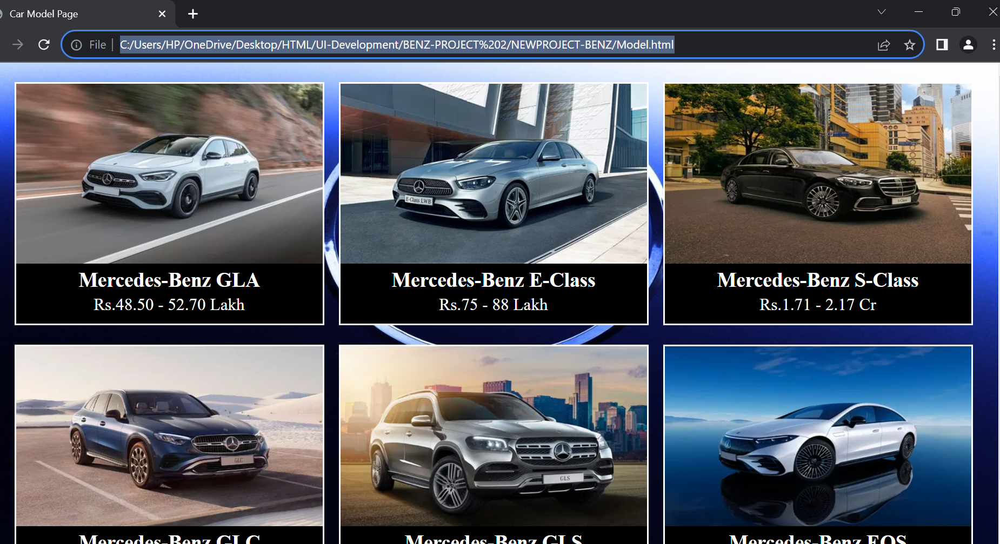 Car Model Page
File
C:/Users/HP/OneDrive/Desktop/HTML/UI-Development/BENZ-PROJECT%202/NEWPROJECT-BENZ/Model.html
E-Class LWB
S-Class
Mercedes-Benz GLA
Mercedes-Benz E-Class
Mercedes-Benz S-Class
Rs.48.50 - 52.70 Lakh
Rs.75 - 88 Lakh
Rs.1.71 - 2.17 Cr
GLC
GLS
Mercedes-Benz GLC
Mercedes-Benz GLS
Mercedes-Benz EQS